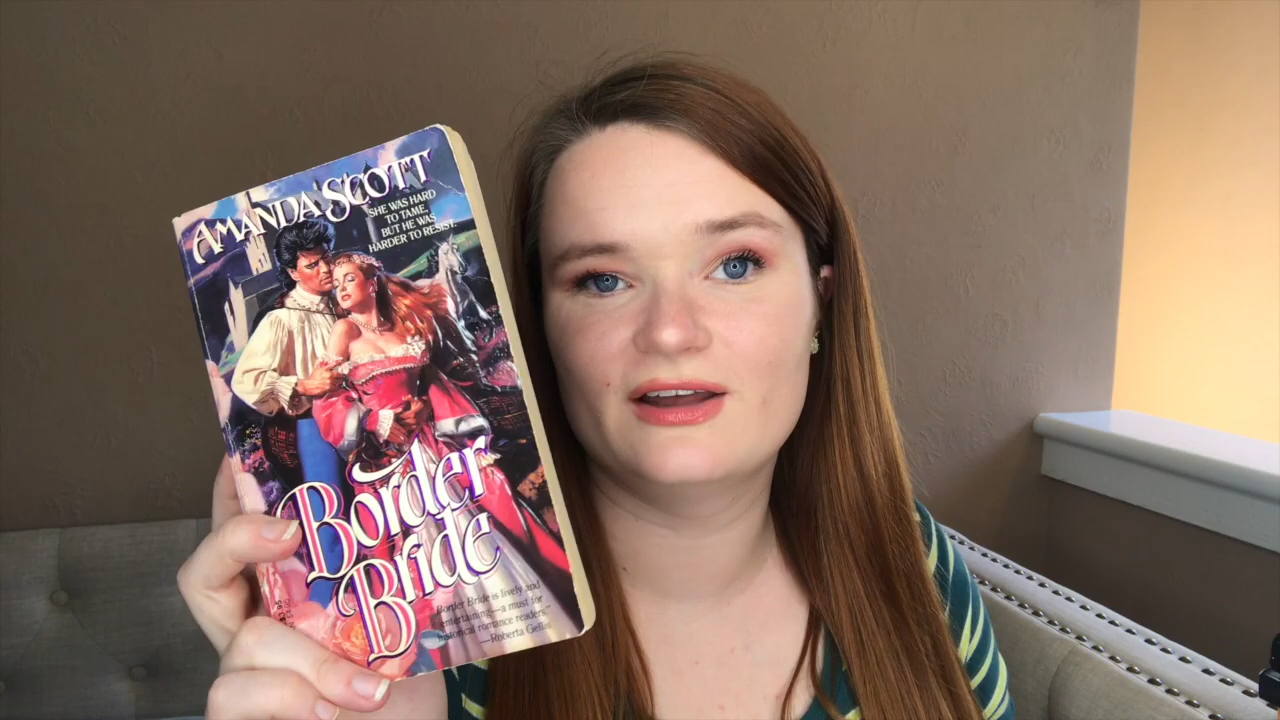 AMANDA SCOTT
SHE WAS HARD
TO TAME,
BUT HE WAS
HARDER TO RESIST.
Border
Bride
Border Bride is lively and
entertaining—a must for
historical romance readers."
—Roberta Gellis